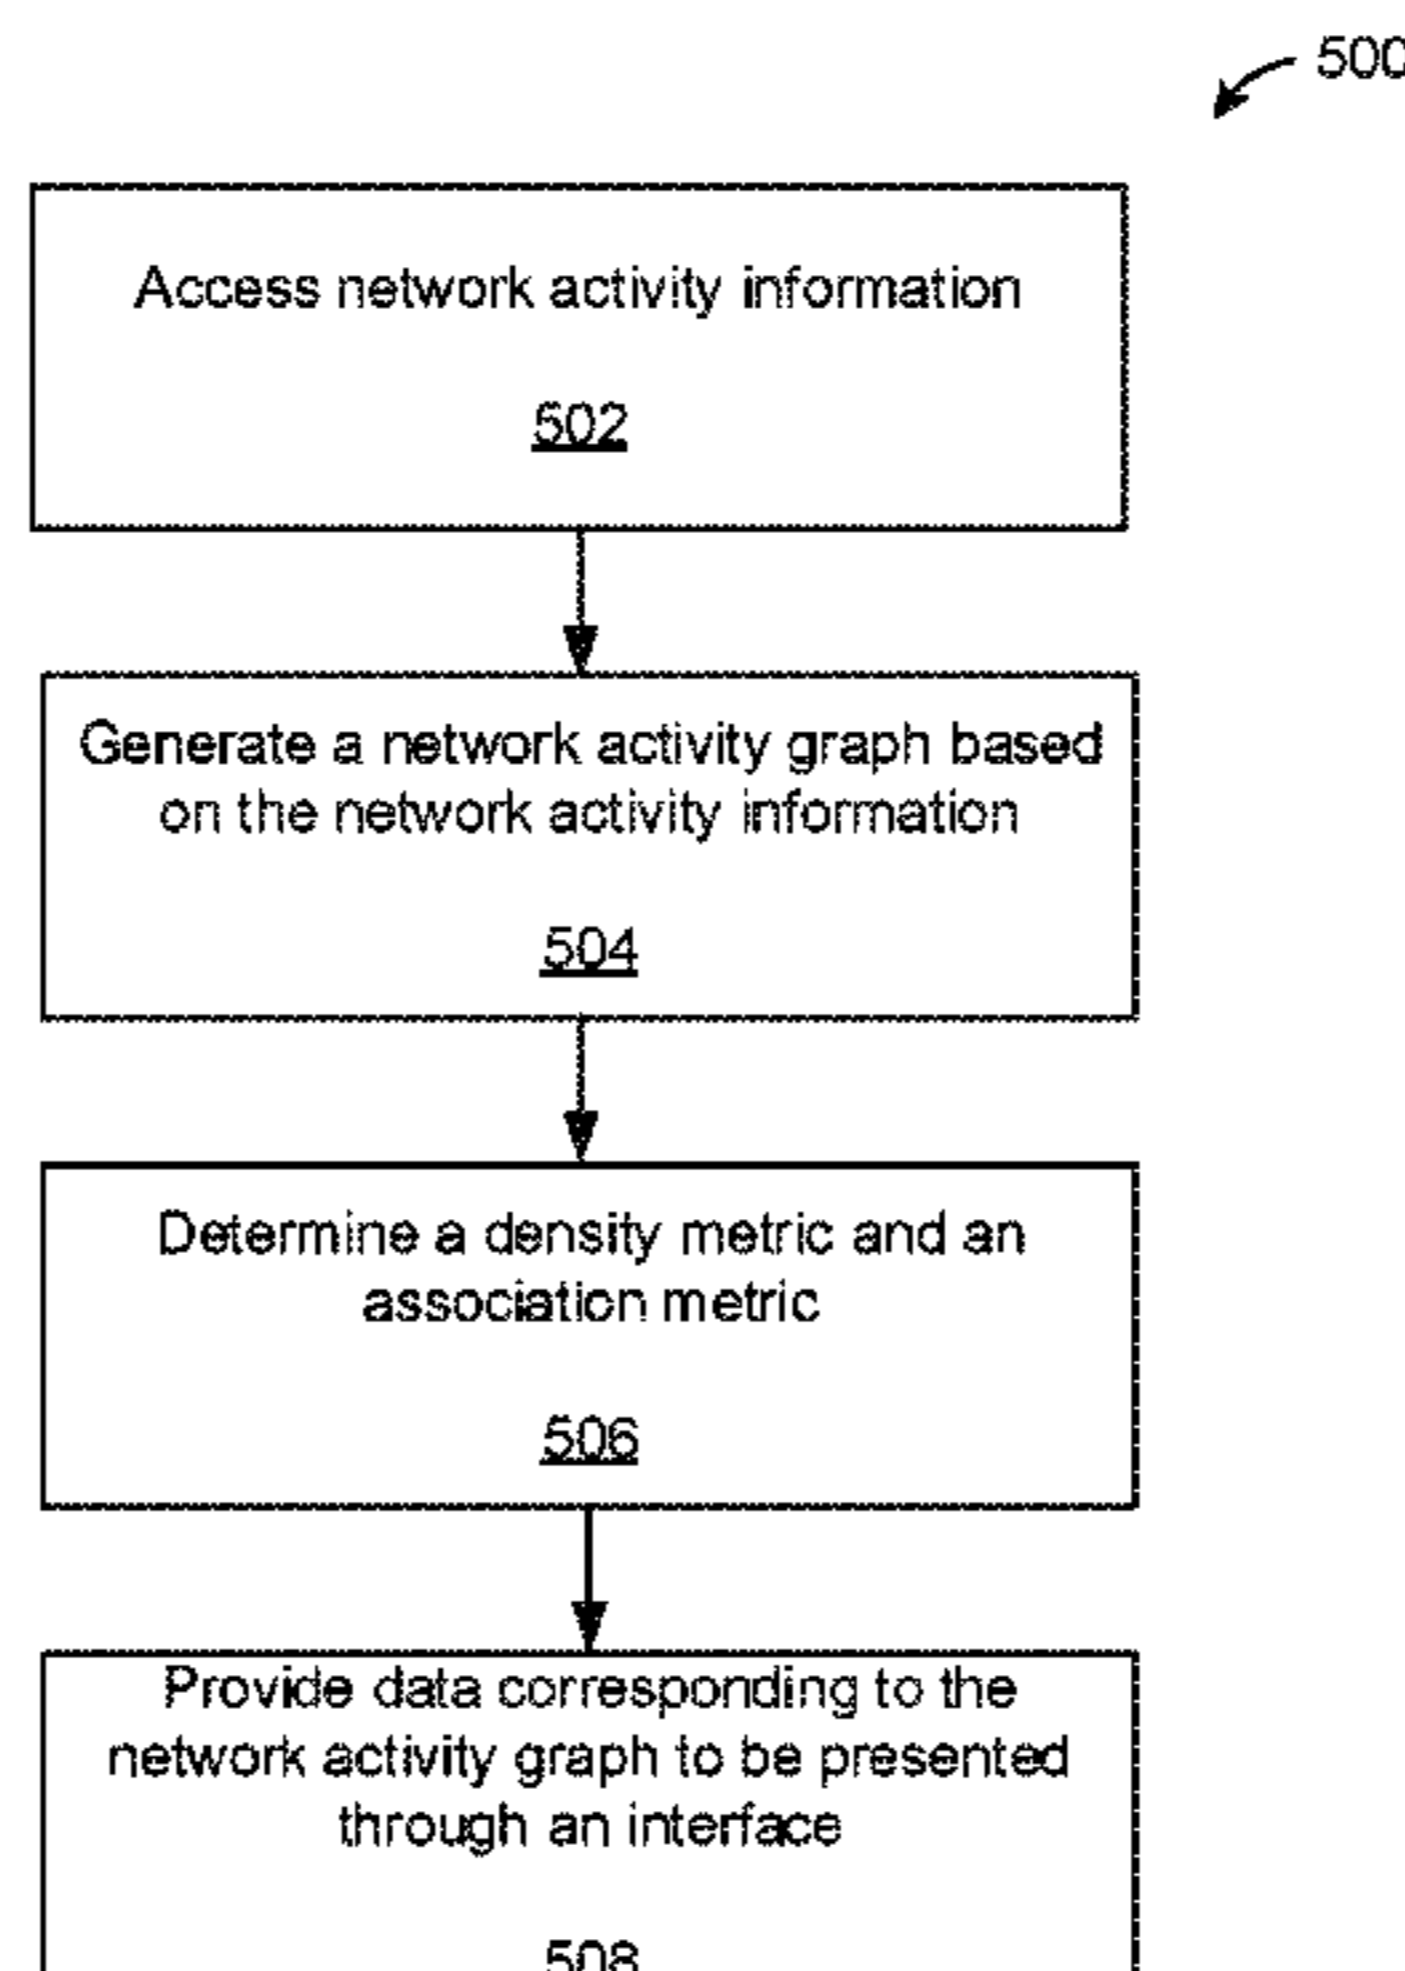 500
Access network activity information
502
Generate a network activity graph based
on the network activity information
504
Determine a density metric and an
association metric
506
Provide data corresponding to the
network activity graph to be presented
through an interface
508